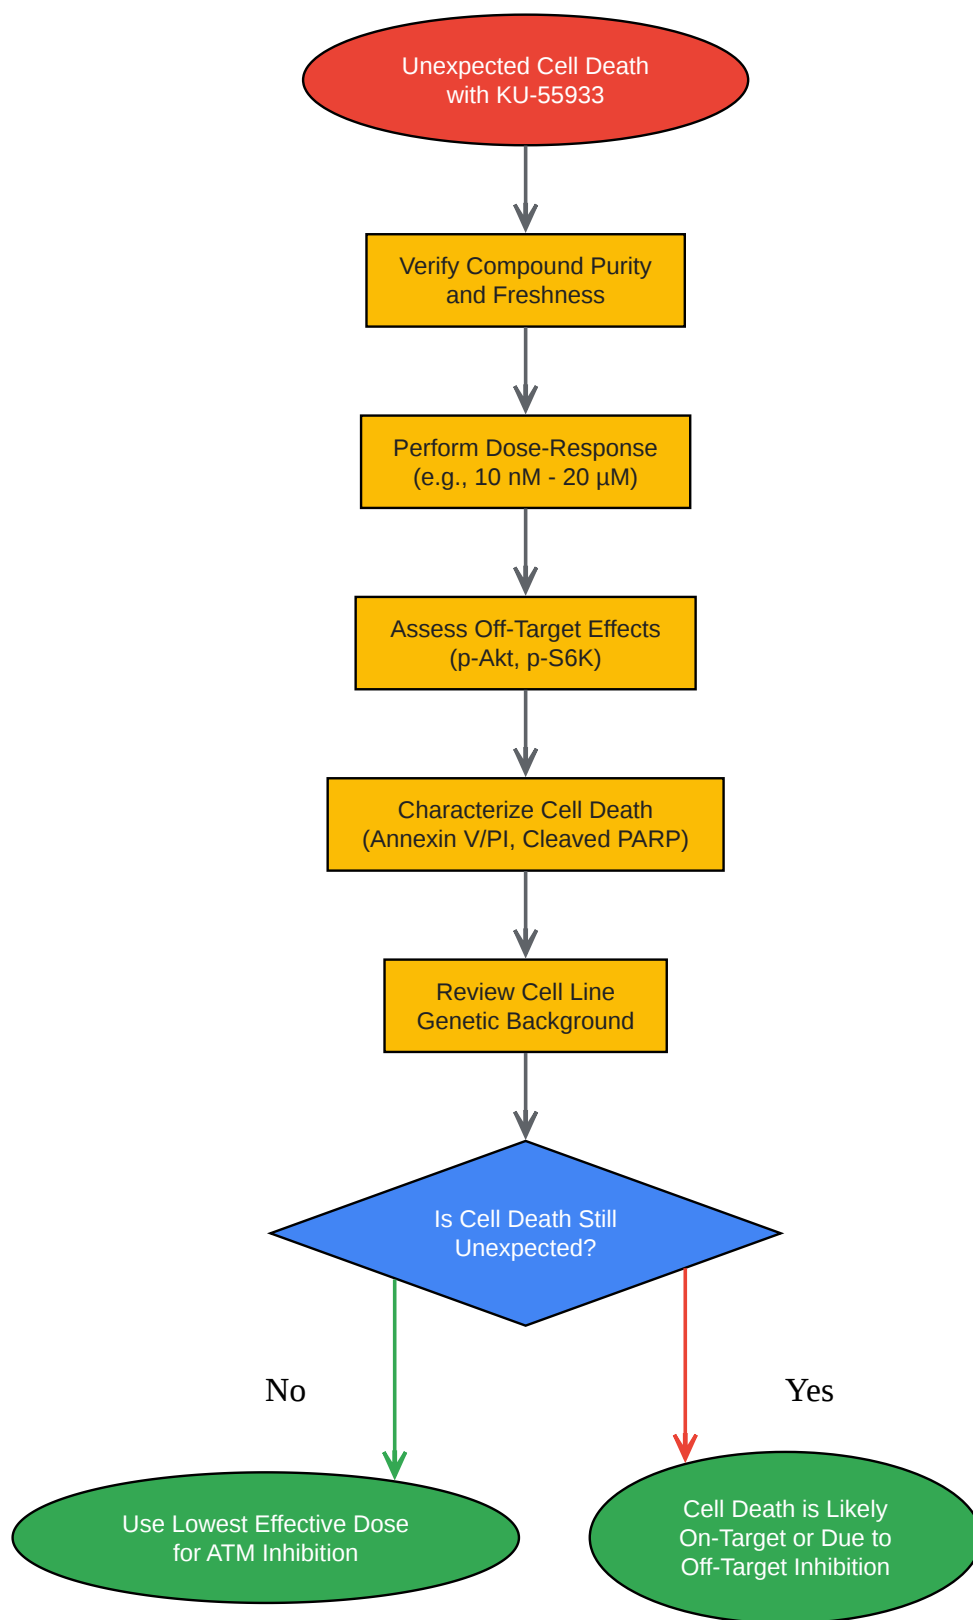 Unexpected Cell Death
with KU-55933
Verify Compound Purity
and Freshness
Perform Dose-Response
(e.g., 10 nM - 20 µM)
Assess Off-Target Effects
(p-Akt, p-S6K)
Characterize Cell Death
(Annexin V/PI, Cleaved PARP)
Review Cell Line
Genetic Background
Is Cell Death Still
Unexpected?
No
Yes
Use Lowest Effective Dose
for ATM Inhibition
Cell Death is Likely
On-Target or Due to
Off-Target Inhibition